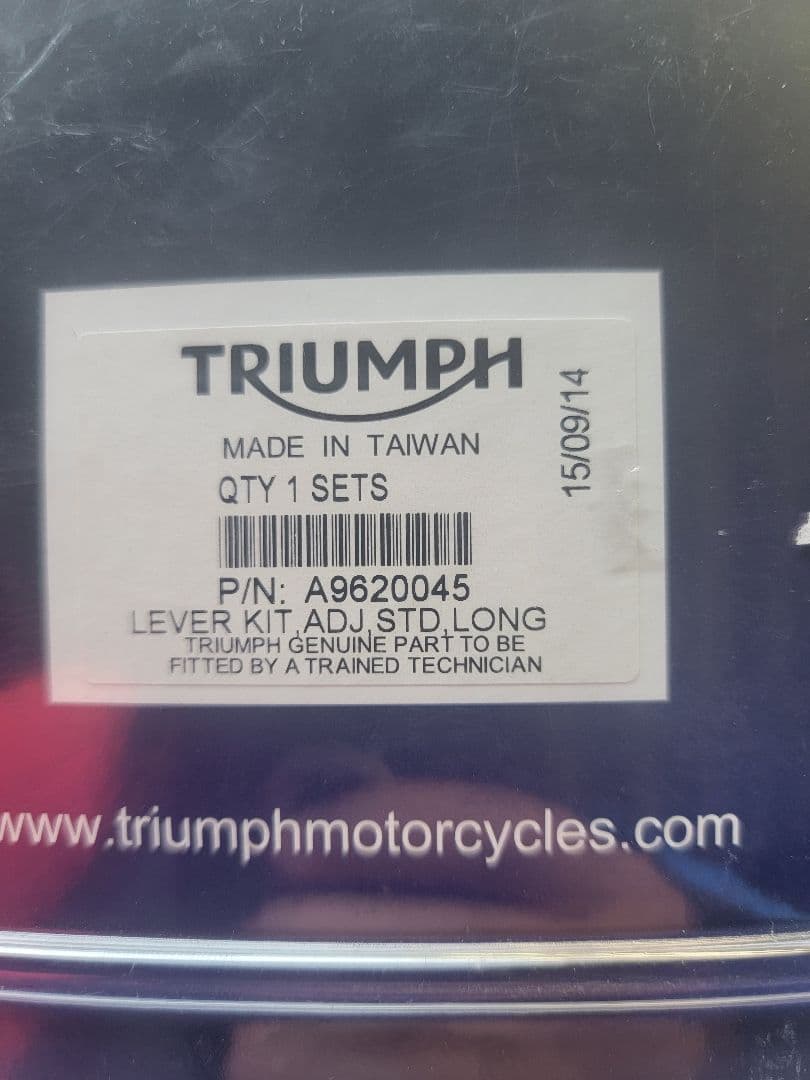 TRIUMPH
MADE IN TAIWAN
QTY 1 SETS
15/09/14
P/N: A9620045
LEVER KIT,ADJ,STD,LONG
TRIUMPH GENUINE PART TO BE
FITTED BY A TRAINED TECHNICIAN
www.triumphmotorcycles.com